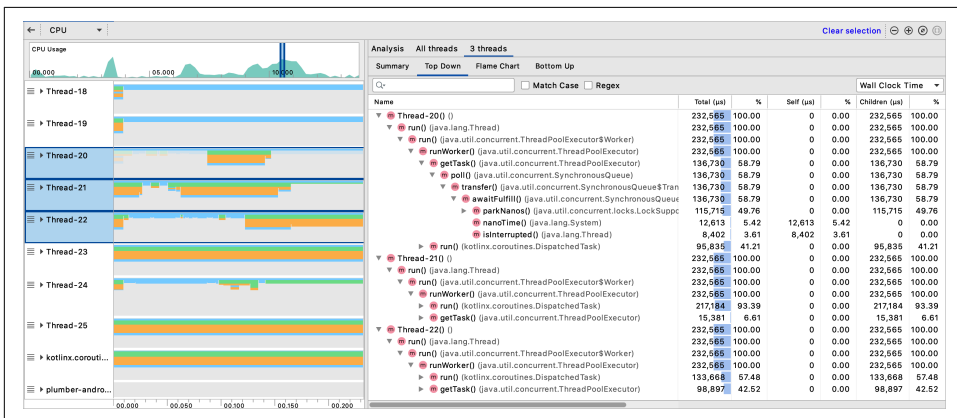 CPU
Clear selection
CPU Usage
00.000 05.000 10.000
Thread-18
Thread-19
Thread-20
Thread-21
Thread-22
Thread-23
Thread-24
Thread-25
kotlinx.corouti...
plumber-andro...
00.000 00.050 00.100 00.150 00.200
Analysis All threads 3 threads
Summary Top Down Flame Chart Bottom Up
Match Case Regex Wall Clock Time
Name Total (µs) % Self (µs) % Children (µs) %
m Thread-20() () 232,565 100.00 0 0.00 232,565 100.00
m run() (java.lang.Thread) 232,565 100.00 0 0.00 232,565 100.00
m run() (java.util.concurrent.ThreadPoolExecutor$Worker) 232,565 100.00 0 0.00 232,565 100.00
m runWorker() (java.util.concurrent.ThreadPoolExecutor) 232,565 100.00 0 0.00 232,565 100.00
m getTask() (java.util.concurrent.ThreadPoolExecutor) 136,730 58.79 0 0.00 136,730 58.79
m poll() (java.util.concurrent.SynchronousQueue) 136,730 58.79 0 0.00 136,730 58.79
m transfer() (java.util.concurrent.SynchronousQueue$Tran 136,730 58.79 0 0.00 136,730 58.79
m awaitFulfill() (java.util.concurrent.SynchronousQueue 136,730 58.79 0 0.00 136,730 58.79
m parkNanos() (java.util.concurrent.locks.LockSuppo 115,715 49.76 0 0.00 115,715 49.76
m nanoTime() (java.lang.System) 12,613 5.42 12,613 5.42 0 0.00
m isInterrupted() (java.lang.Thread) 8,402 3.61 8,402 3.61 0 0.00
m run() (kotlinx.coroutines.DispatchedTask) 95,835 41.21 0 0.00 95,835 41.21
m Thread-21() () 232,565 100.00 0 0.00 232,565 100.00
m run() (java.lang.Thread) 232,565 100.00 0 0.00 232,565 100.00
m run() (java.util.concurrent.ThreadPoolExecutor$Worker) 232,565 100.00 0 0.00 232,565 100.00
m runWorker() (java.util.concurrent.ThreadPoolExecutor) 232,565 100.00 0 0.00 232,565 100.00
m run() (kotlinx.coroutines.DispatchedTask) 217,184 93.39 0 0.00 217,184 93.39
m getTask() (java.util.concurrent.ThreadPoolExecutor) 15,381 6.61 0 0.00 15,381 6.61
m Thread-22() () 232,565 100.00 0 0.00 232,565 100.00
m run() (java.lang.Thread) 232,565 100.00 0 0.00 232,565 100.00
m run() (java.util.concurrent.ThreadPoolExecutor$Worker) 232,565 100.00 0 0.00 232,565 100.00
m runWorker() (java.util.concurrent.ThreadPoolExecutor) 232,565 100.00 0 0.00 232,565 100.00
m run() (kotlinx.coroutines.DispatchedTask) 133,668 57.48 0 0.00 133,668 57.48
m getTask() (java.util.concurrent.ThreadPoolExecutor) 98,897 42.52 0 0.00 98,897 42.52